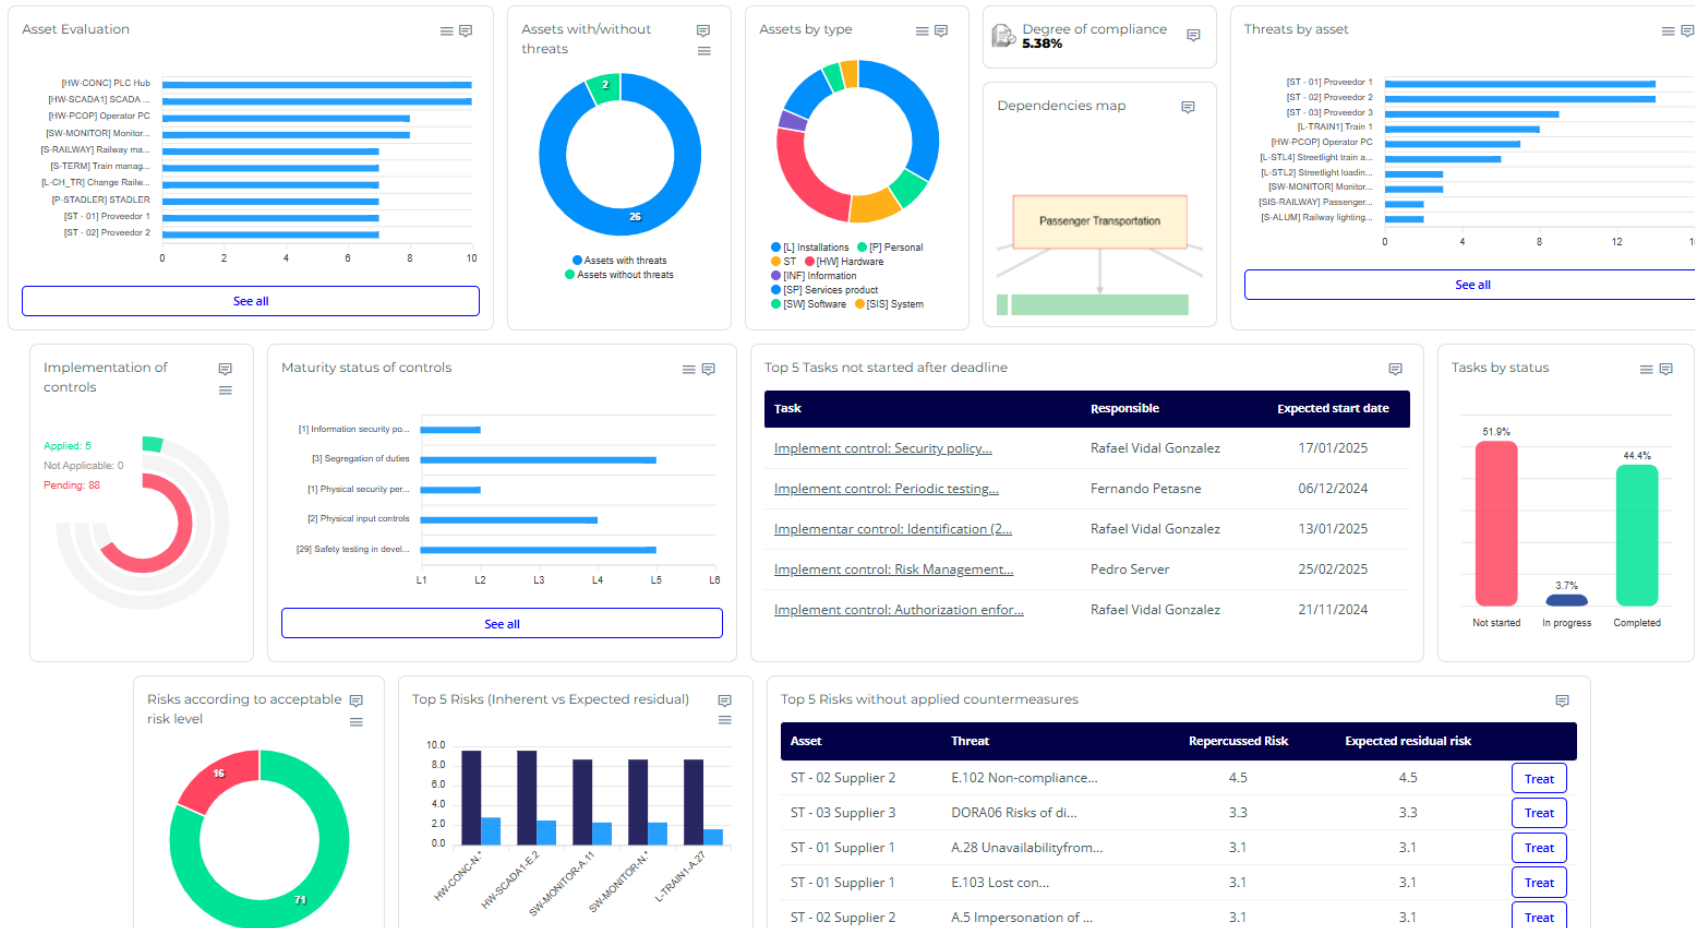 Asset Evaluation
[HW-CONC] PLC Hub
[HW-SCADA1] SCADA ...
[HW-PCOP] Operator PC
[SW-MONITOR] Monitor...
[S-RAILWAY] Railway ma...
[S-TERM] Train manag...
[L-CH_TR] Change Railw...
[P-STADLER] STADLER
[ST - 01] Proveedor 1
[ST - 02] Proveedor 2
0 2 4 6 8 10
See all
Assets with/without
threats
2
26
Assets with threats
Assets without threats
Assets by type
[L] Installations [P] Personal
ST [HW] Hardware
[INF] Information
[SP] Services product
[SW] Software [SIS] System
Degree of compliance
5.38%
Dependencies map
Passenger Transportation
Threats by asset
[ST - 01] Proveedor 1
[ST - 02] Proveedor 2
[ST - 03] Proveedor 3
[L-TRAIN1] Train 1
[HW-PCOP] Operator PC
[L-STL4] Streetlight train a...
[L-STL2] Streetlight loadin...
[SW-MONITOR] Monitor...
[SIS-RAILWAY] Passenger...
[S-ALUM] Railway lighting...
0 4 8 12
See all
Implementation of
controls
Applied: 5
Not Applicable: 0
Pending: 88
Maturity status of controls
[1] Information security po...
[3] Segregation of duties
[1] Physical security per...
[2] Physical input controls
[29] Safety testing in devel...
L1 L2 L3 L4 L5 L6
See all
Top 5 Tasks not started after deadline
Task Responsible Expected start date
Implement control: Security policy... Rafael Vidal Gonzalez 17/01/2025
Implement control: Periodic testing... Fernando Petasne 06/12/2024
Implementar control: Identification (2... Rafael Vidal Gonzalez 13/01/2025
Implement control: Risk Management... Pedro Server 25/02/2025
Implement control: Authorization enfor... Rafael Vidal Gonzalez 21/11/2024
Tasks by status
51.9%
44.4%
3.7%
Not started In progress Completed
Risks according to acceptable
risk level
16
71
Top 5 Risks (Inherent vs Expected residual)
10.0
8.0
6.0
4.0
2.0
0.0
HW-CONC-N.* HW-SCADA1-E.2 SW-MONITOR-A.11 SW-MONITOR-N.* L-TRAIN1-A.27
Top 5 Risks without applied countermeasures
Asset Threat Repercussed Risk Expected residual risk
ST - 02 Supplier 2 E.102 Non-compliance... 4.5 4.5 Treat
ST - 03 Supplier 3 DORA06 Risks of di... 3.3 3.3 Treat
ST - 01 Supplier 1 A.28 Unavailabilityfrom... 3.1 3.1 Treat
ST - 01 Supplier 1 E.103 Lost con... 3.1 3.1 Treat
ST - 02 Supplier 2 A.5 Impersonation of ... 3.1 3.1 Treat